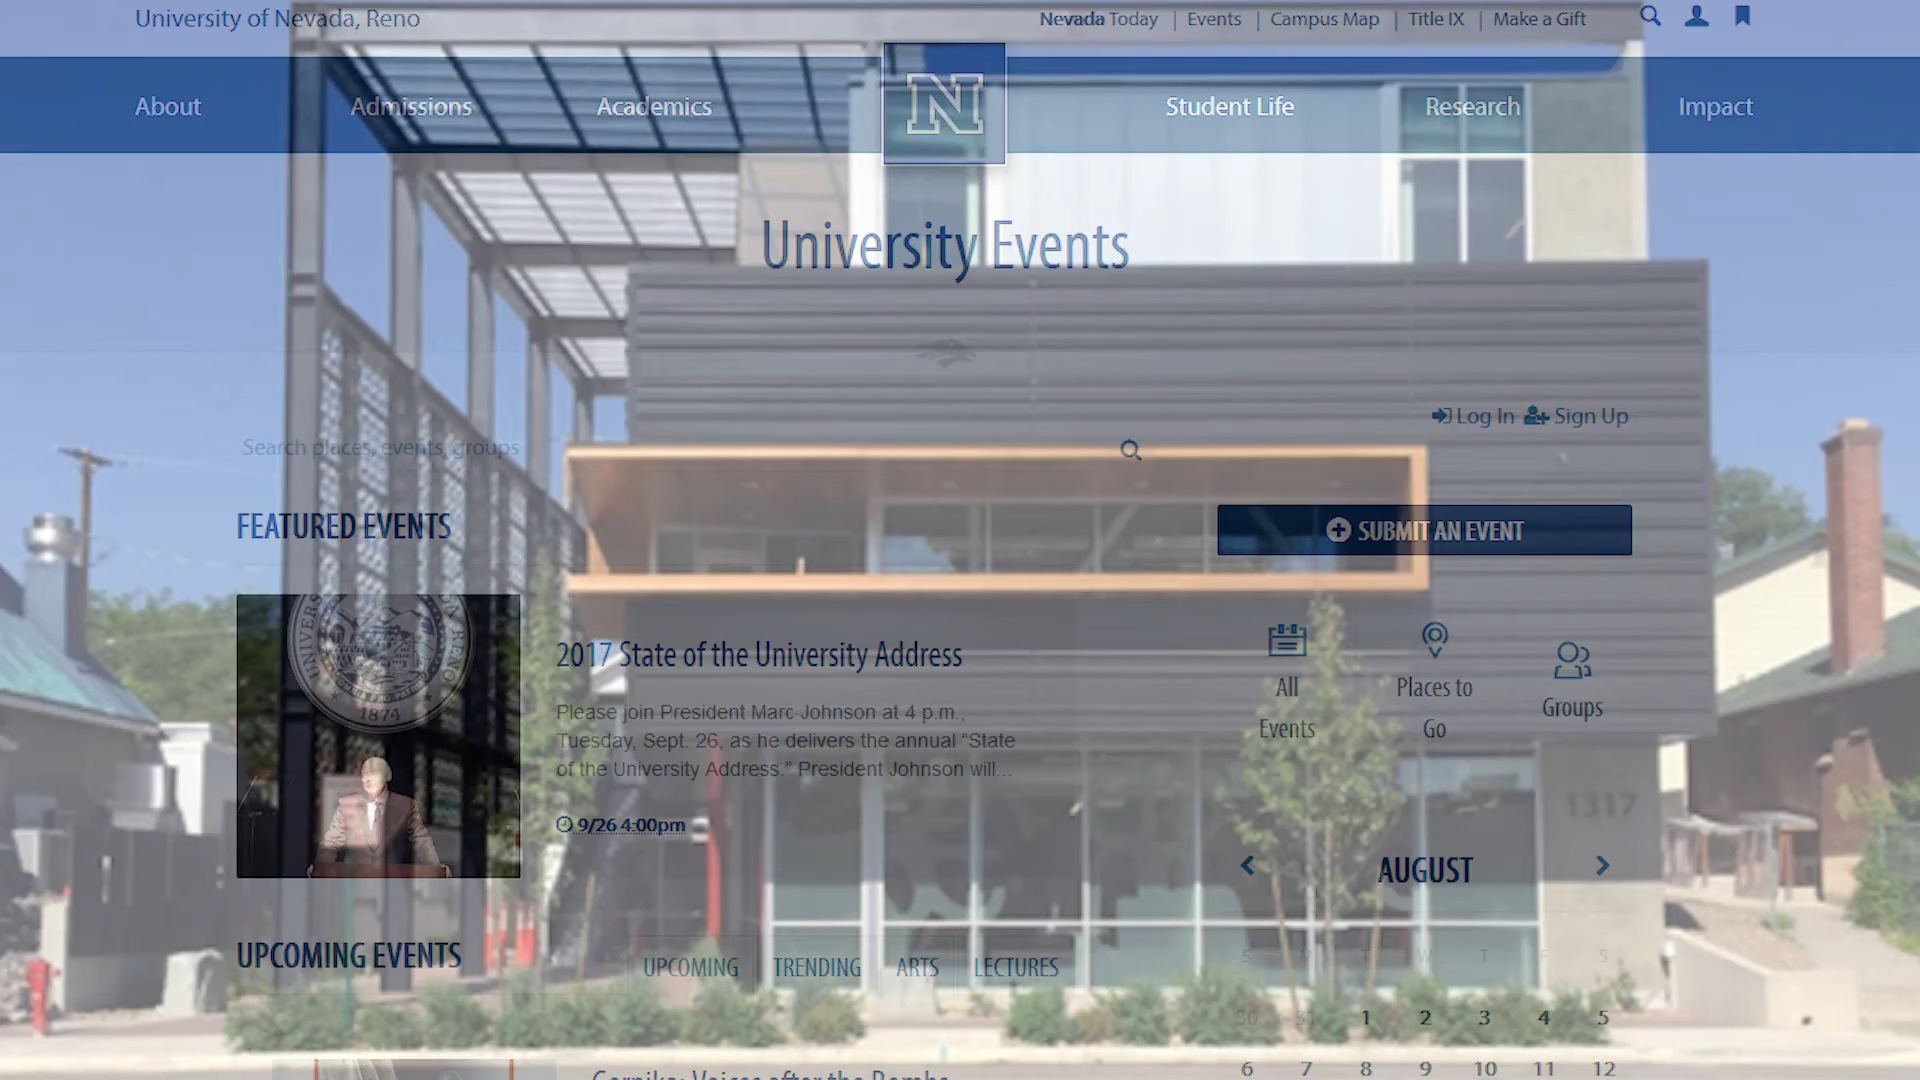 University of Nevada, Reno
Nevada Today | Events | Campus Map | Title IX | Make a Gift
About Admissions Academics N Student Life Research Impact
University Events
Log In Sign Up
Search places, events, groups
FEATURED EVENTS
SUBMIT AN EVENT
1874
2017 State of the University Address
Please join President Marc Johnson at 4 p.m.,
Tuesday, Sept. 26, as he delivers the annual “State
of the University Address.” President Johnson will...
9/26 4:00pm
All
Events
Places to
Go
Groups
1317
AUGUST
UPCOMING EVENTS
UPCOMING TRENDING ARTS LECTURES
S M T W T F S
30 31 1 2 3 4 5
6 7 8 9 10 11 12